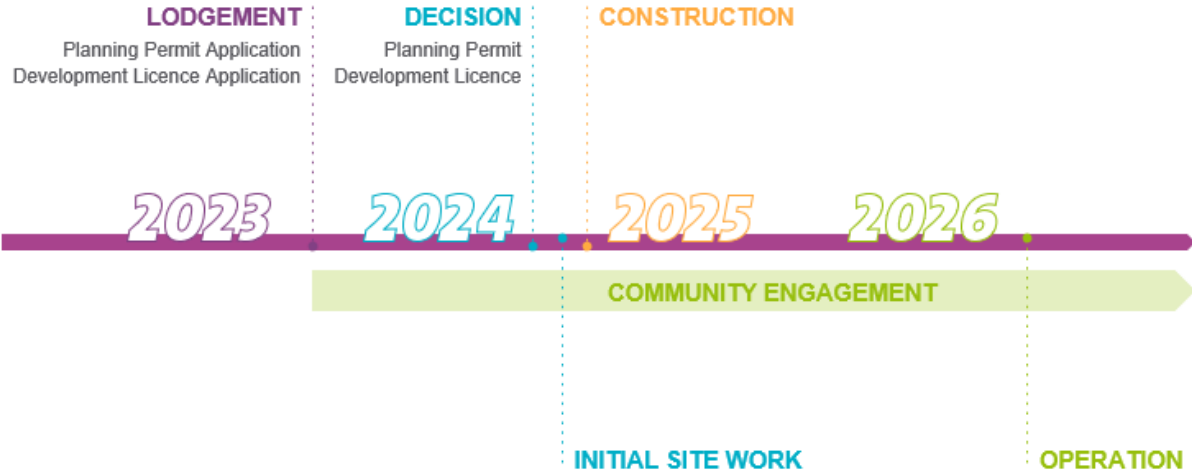 LODGEMENT
Planning Permit Application
Development Licence Application
DECISION
Planning Permit
Development Licence
CONSTRUCTION
2023
2024
2025
2026
COMMUNITY ENGAGEMENT
INITIAL SITE WORK
OPERATION